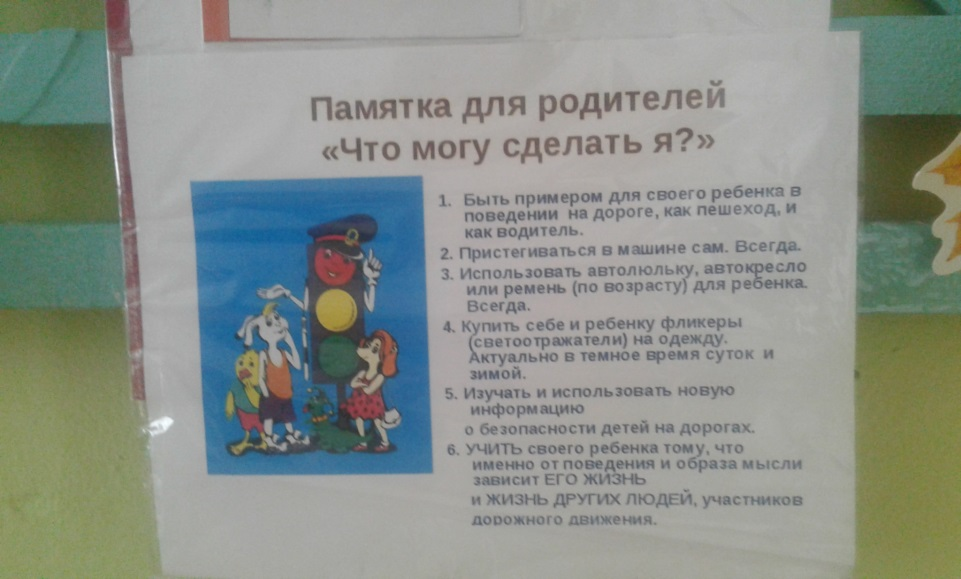 Памятка для родителей
«Что могу сделать я?»
1. Быть примером для своего ребенка в
поведении на дороге, как пешеход, и
как водитель.
2. Пристегиваться в машине сам. Всегда.
3. Использовать автолюльку, автокресло
или ремень (по возрасту) для ребенка.
Всегда.
4. Купить себе и ребенку фликеры
(светоотражатели) на одежду.
Актуально в темное время суток и
зимой.
5. Изучать и использовать новую
информацию
о безопасности детей на дорогах.
6. УЧИТЬ своего ребенка тому, что
именно от поведения и образа мысли
зависит ЕГО ЖИЗНЬ
и ЖИЗНЬ ДРУГИХ ЛЮДЕЙ, участников
дорожного движения.